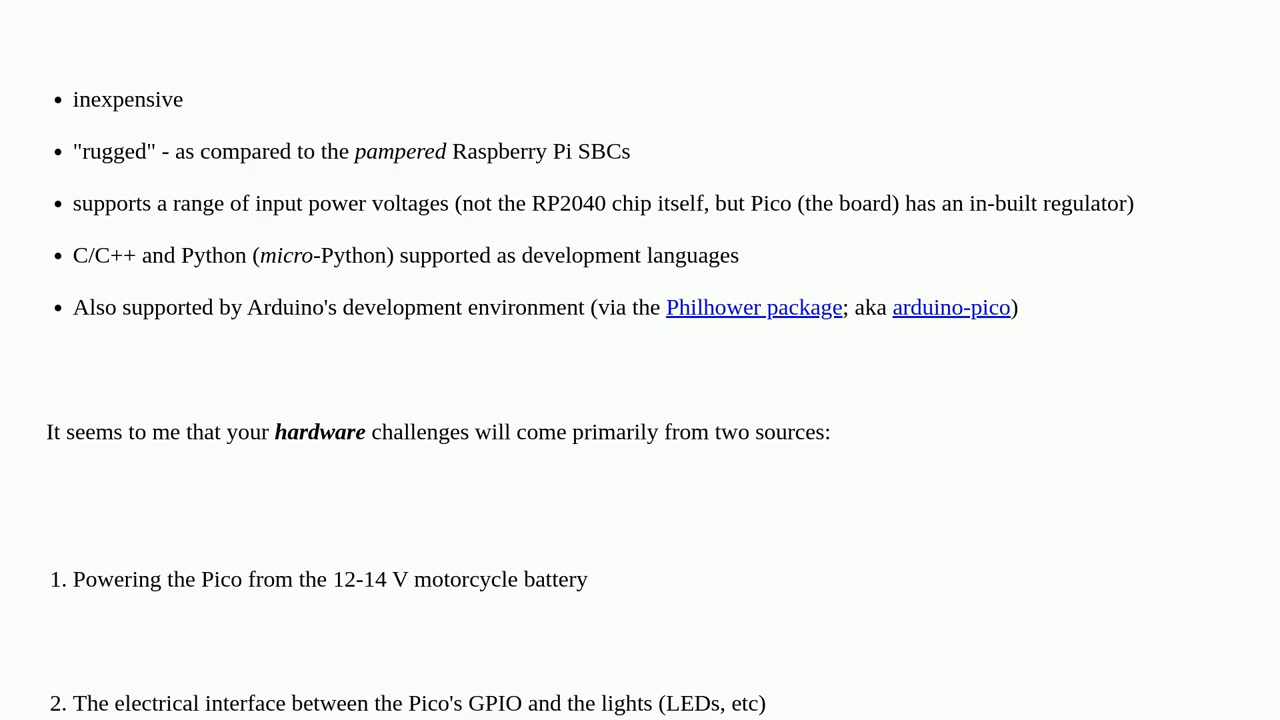 • inexpensive
• "rugged" - as compared to the pampered Raspberry Pi SBCs
• supports a range of input power voltages (not the RP2040 chip itself, but Pico (the board) has an in-built regulator)
• C/C++ and Python (micro-Python) supported as development languages
• Also supported by Arduino's development environment (via the Philhower package; aka arduino-pico)
It seems to me that your hardware challenges will come primarily from two sources:
1. Powering the Pico from the 12-14 V motorcycle battery
2. The electrical interface between the Pico's GPIO and the lights (LEDs, etc)